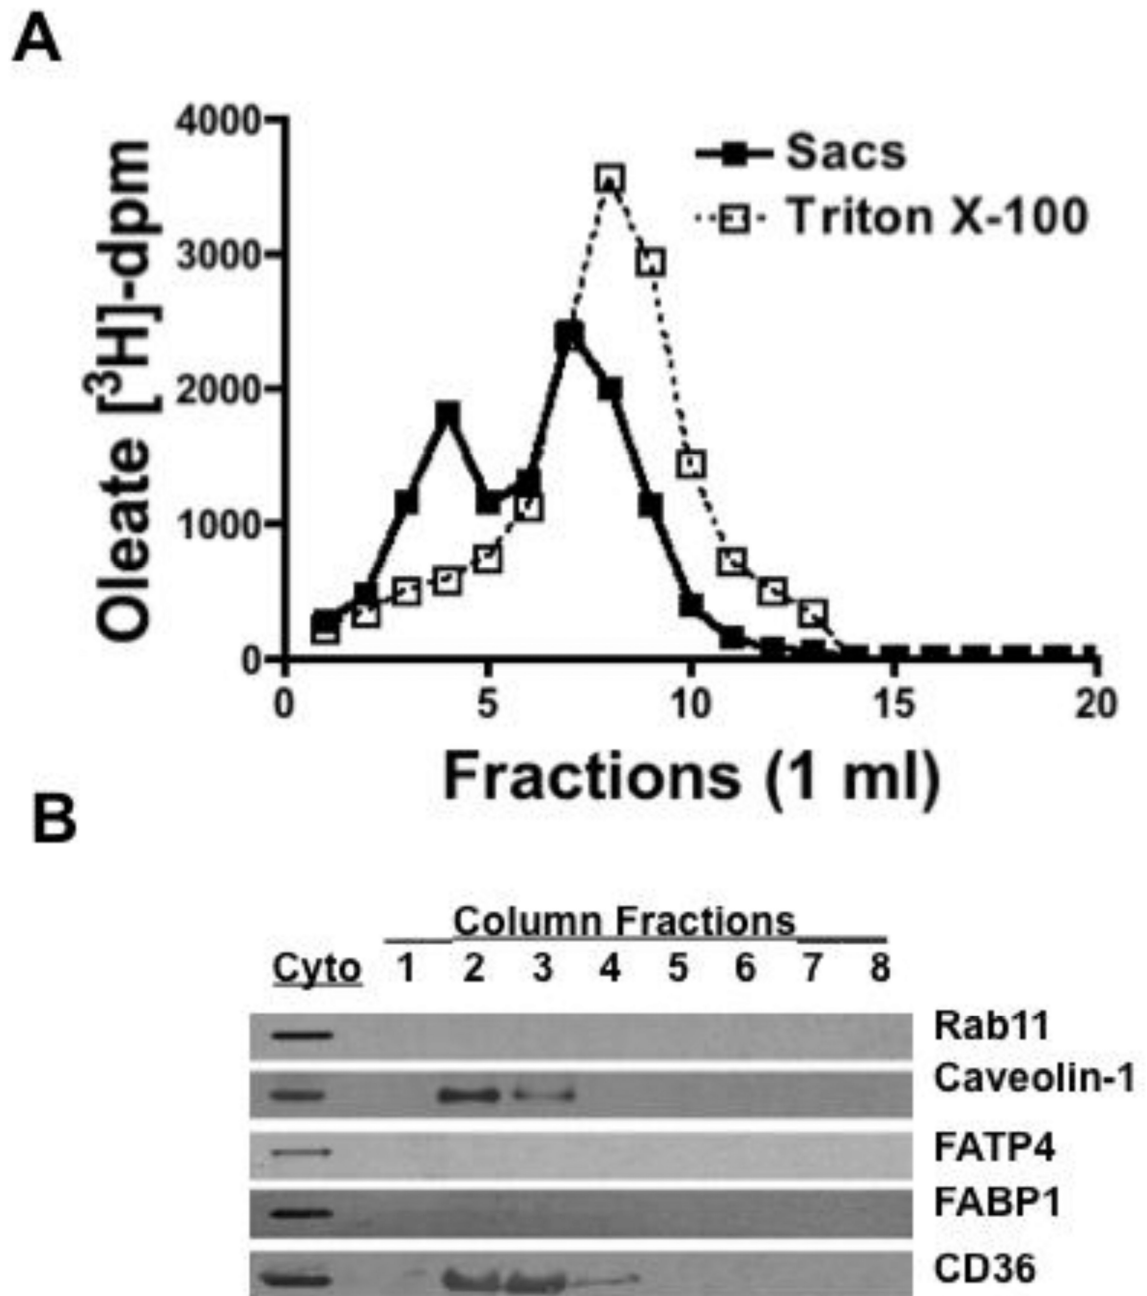 A
4000
3000
2000
1000
0
Oleate [³H]-dpm
Sacs
Triton X-100
0 5 10 15 20
Fractions (1 ml)
B
Column Fractions
Cyto 1 2 3 4 5 6 7 8
Rab11
Caveolin-1
FATP4
FABP1
CD36